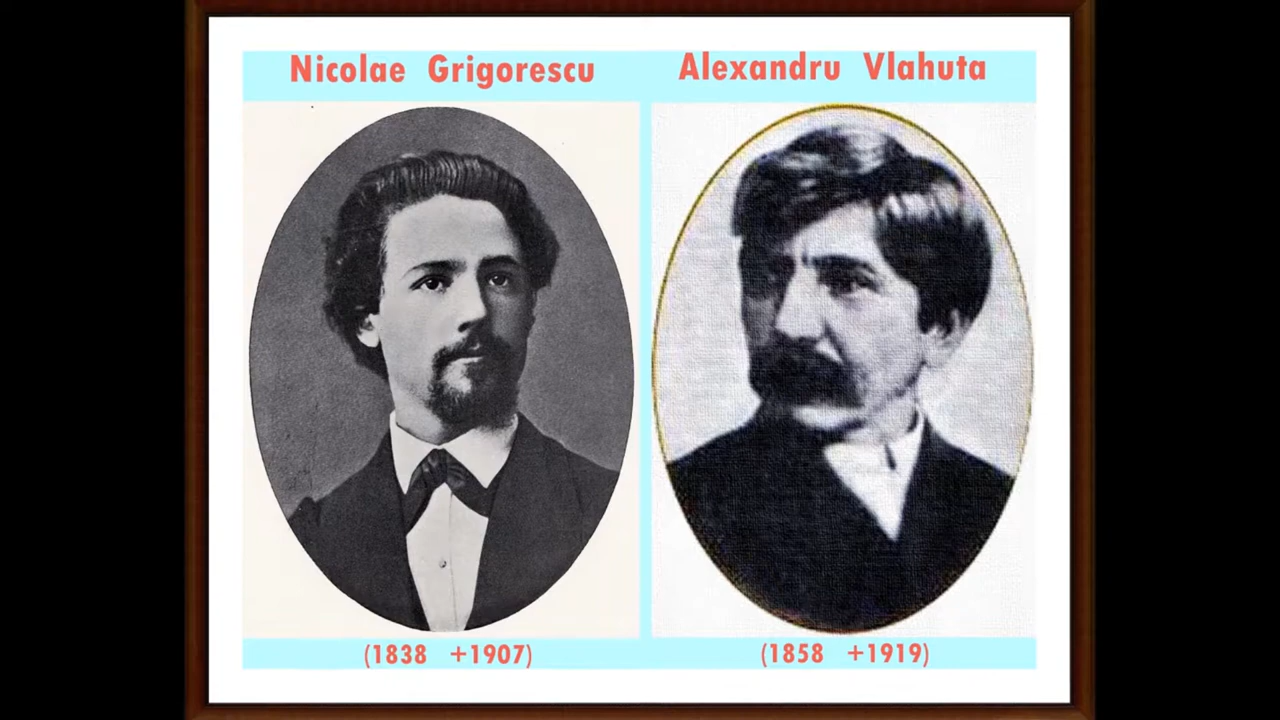 Nicolae Grigorescu
Alexandru Vlahuta
(1838 +1907)
(1858 +1919)